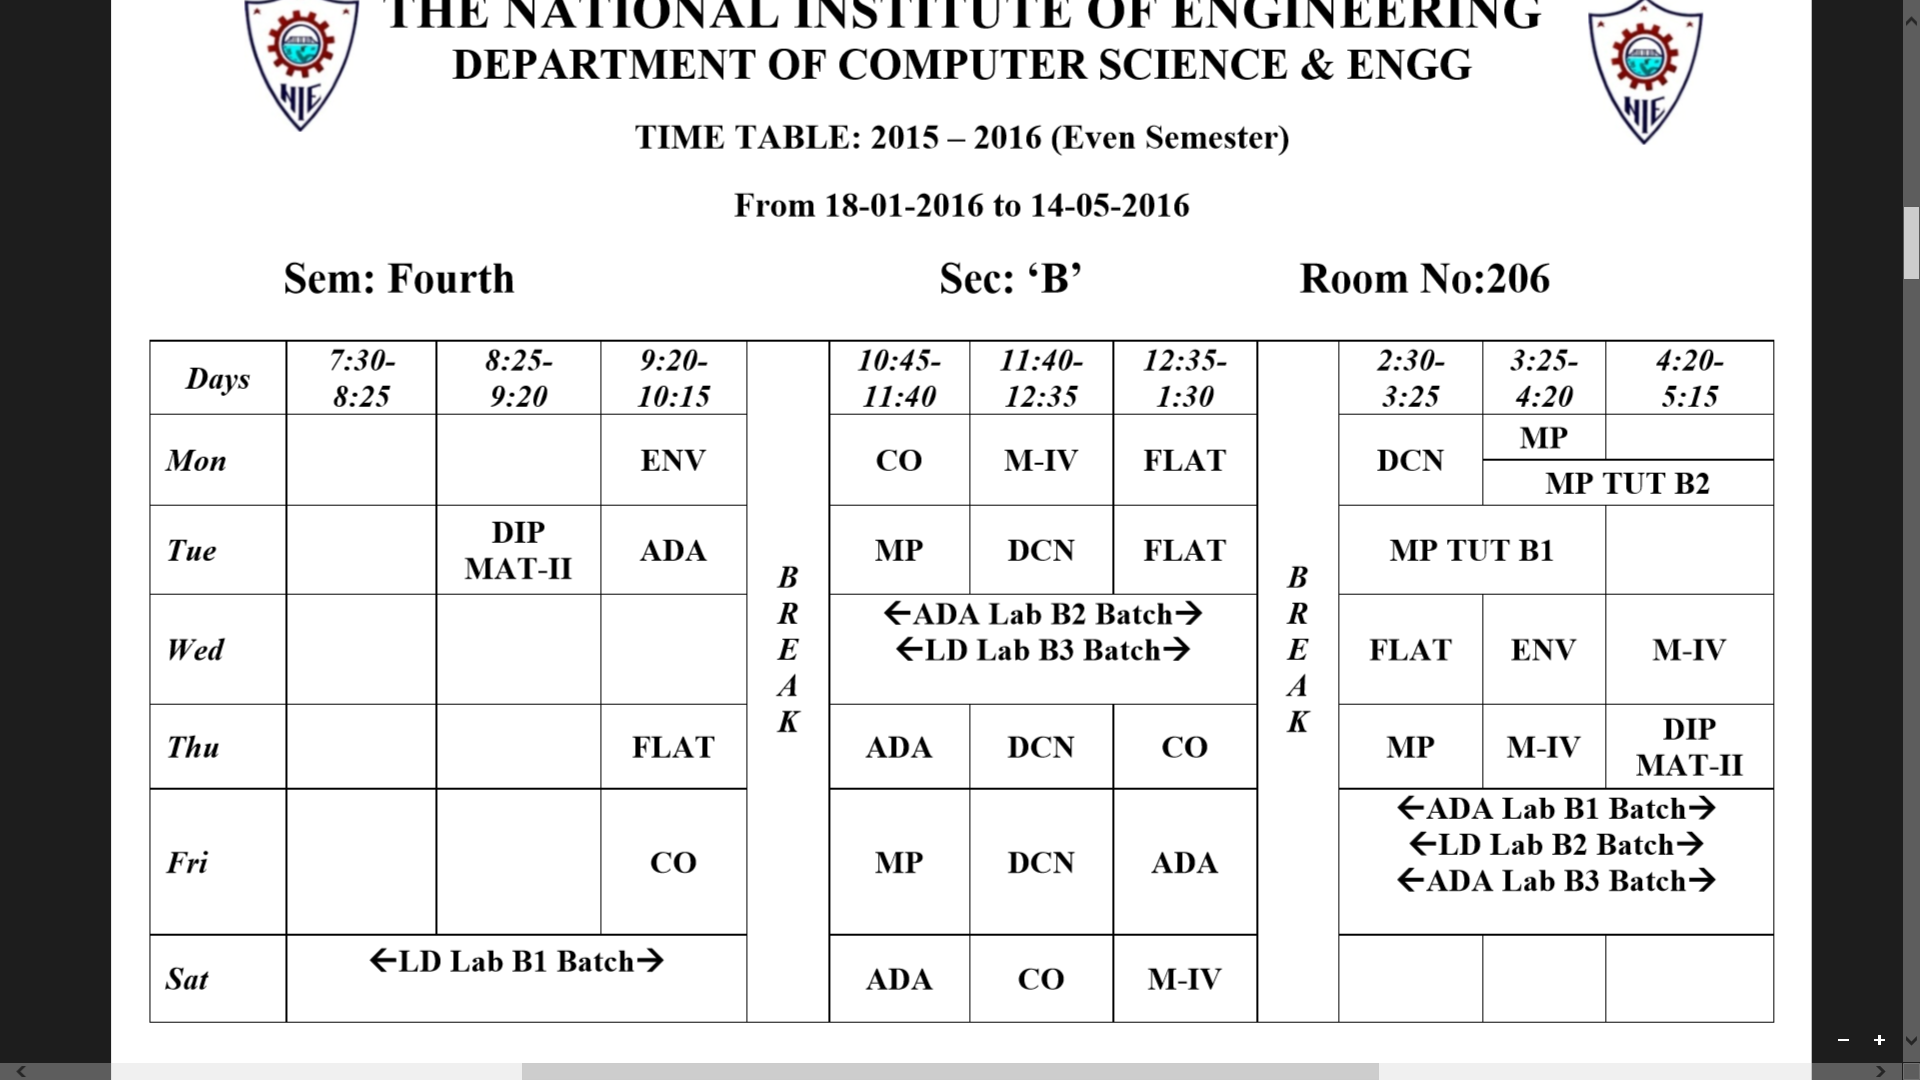 THE NATIONAL INSTITUTE OF ENGINEERING
DEPARTMENT OF COMPUTER SCIENCE & ENGG
NIE
NIE
TIME TABLE: 2015 – 2016 (Even Semester)
From 18-01-2016 to 14-05-2016
Sem: Fourth Sec: ‘B’ Room No:206
Days 7:30-8:25 8:25-9:20 9:20-10:15 BREAK 10:45-11:40 11:40-12:35 12:35-1:30 BREAK 2:30-3:25 3:25-4:20 4:20-5:15
Mon ENV CO M-IV FLAT DCN MP
MP TUT B2
Tue DIP MAT-II ADA MP DCN FLAT MP TUT B1
Wed ←ADA Lab B2 Batch→
←LD Lab B3 Batch→
FLAT ENV M-IV
Thu FLAT ADA DCN CO MP M-IV DIP MAT-II
Fri CO MP DCN ADA ←ADA Lab B1 Batch→
←LD Lab B2 Batch→
←ADA Lab B3 Batch→
Sat ←LD Lab B1 Batch→ ADA CO M-IV